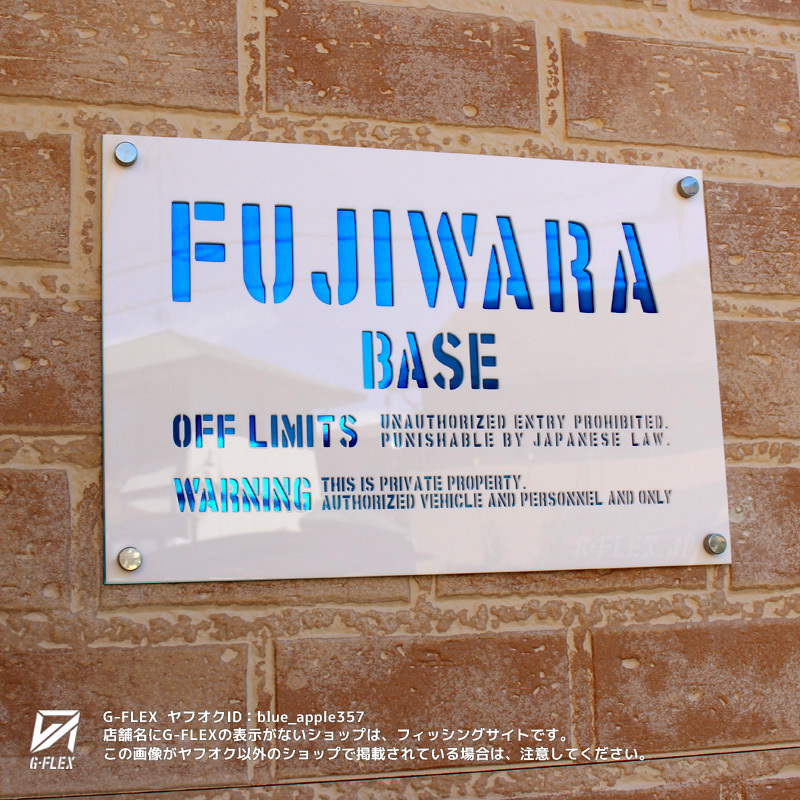 FUJIWARA
BASE
OFF LIMITS
UNAUTHORIZED ENTRY PROHIBITED.
PUNISHABLE BY JAPANESE LAW.
WARNING
THIS IS PRIVATE PROPERTY.
AUTHORIZED VEHICLE AND PERSONNEL AND ONLY
G-FLEX.JP
G-FLEX ヤフオクID：blue_apple357
店舗名にG-FLEXの表示がないショップは、フィッシングサイトです。
この画像がヤフオク以外のショップで掲載されている場合は、注意してください。
G-FLEX